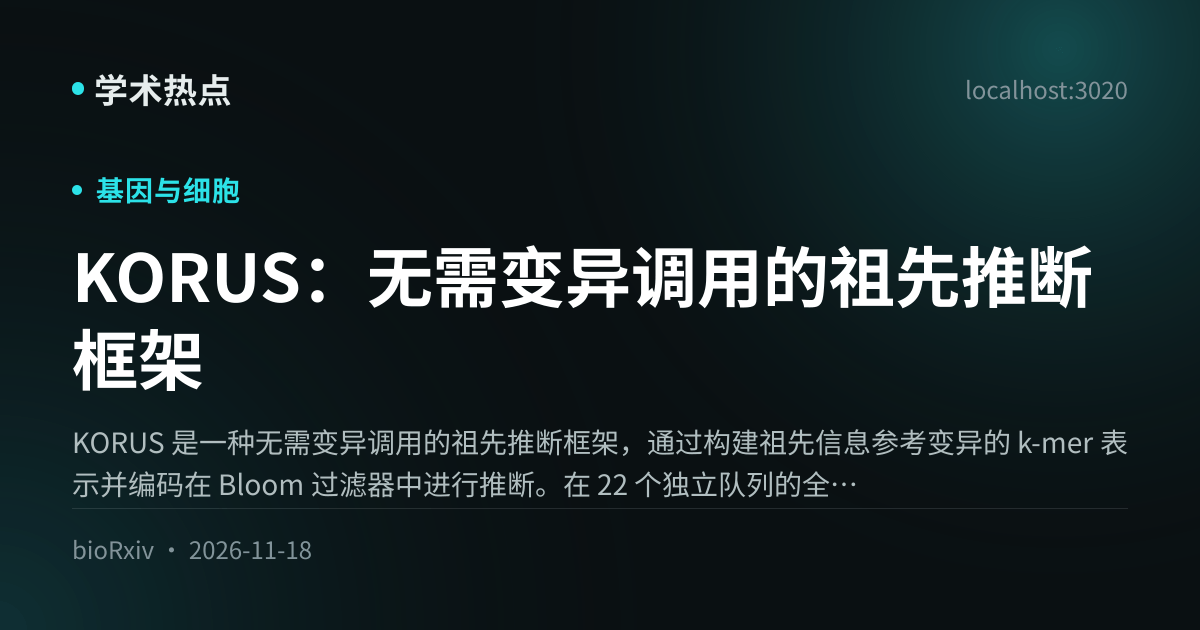 学术热点
localhost:3020
基因与细胞
KORUS：无需变异调用的祖先推断
框架
KORUS 是一种无需变异调用的祖先推断框架，通过构建祖先信息参考变异的 k-mer 表
示并编码在 Bloom 过滤器中进行推断。在 22 个独立队列的全…
bioRxiv • 2026-11-18